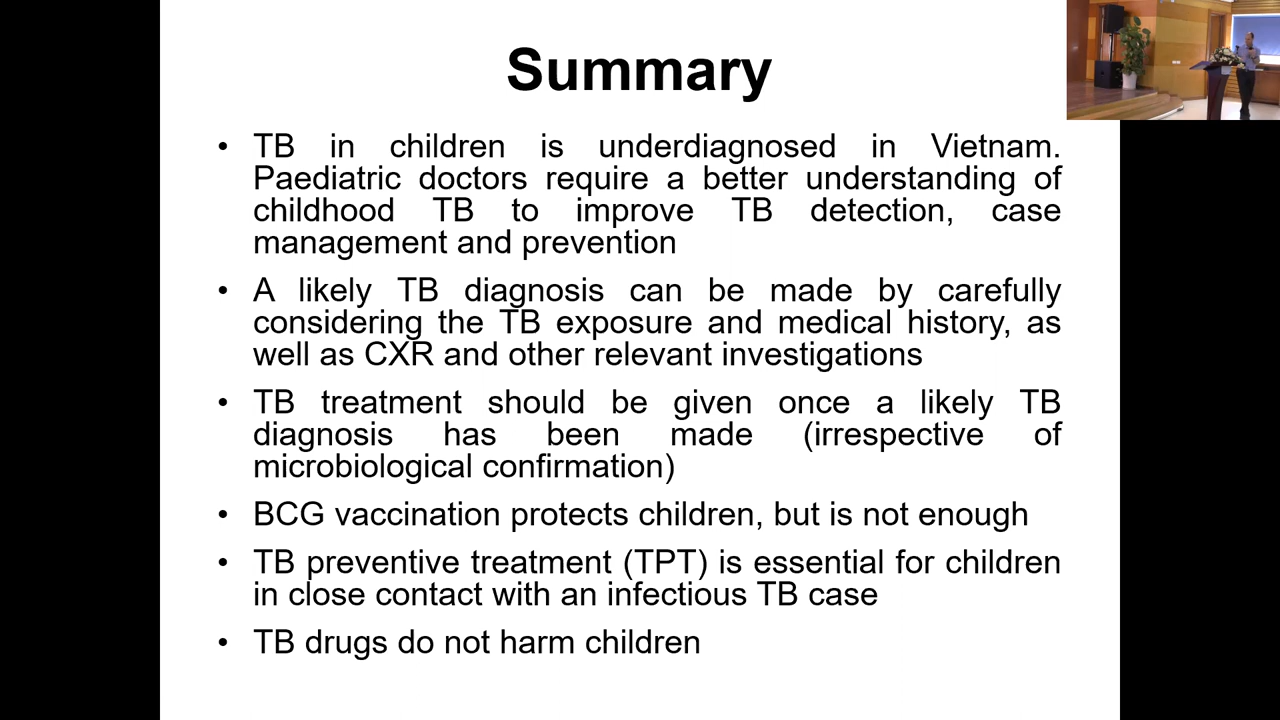 Summary
• TB in children is underdiagnosed in Vietnam.
Paediatric doctors require a better understanding of
childhood TB to improve TB detection, case
management and prevention
• A likely TB diagnosis can be made by carefully
considering the TB exposure and medical history, as
well as CXR and other relevant investigations
• TB treatment should be given once a likely TB
diagnosis has been made (irrespective of
microbiological confirmation)
• BCG vaccination protects children, but is not enough
• TB preventive treatment (TPT) is essential for children
in close contact with an infectious TB case
• TB drugs do not harm children